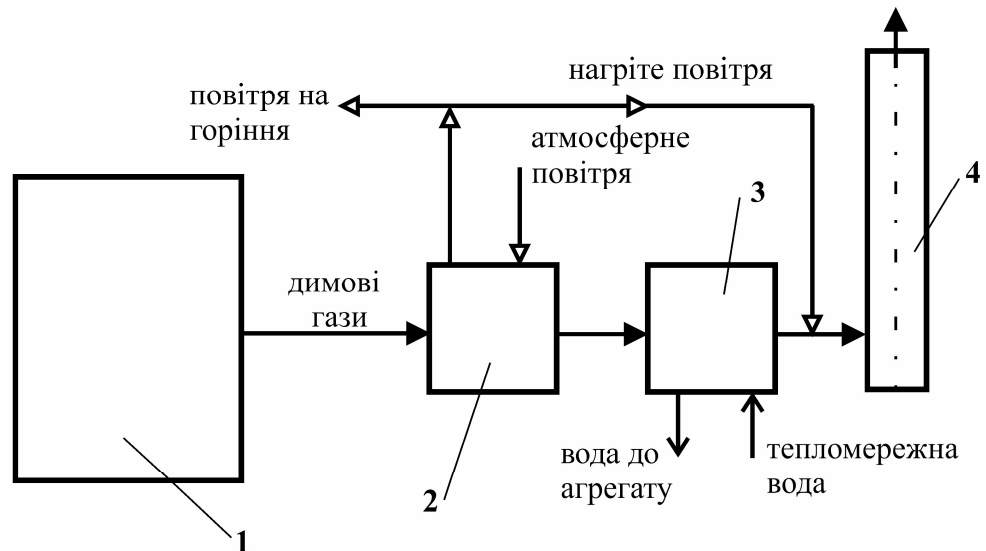 нагріте повітря
повітря на
горіння
атмосферне
повітря
3
4
димові
гази
2
вода до
агрегату
тепломережна
вода
1